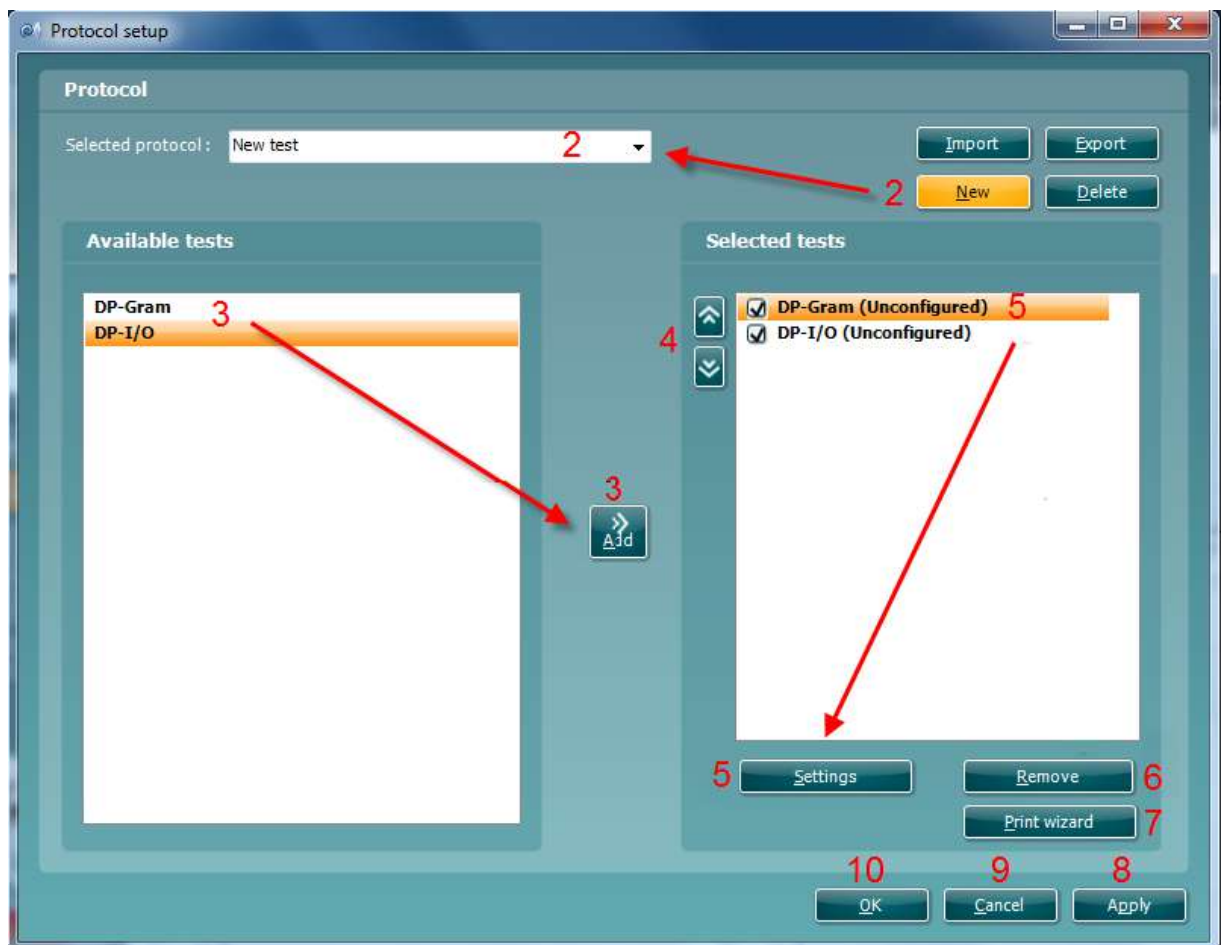 Protocol setup
Protocol
Selected protocol: New test 2
Import Export
2 New Delete
Available tests
DP-Gram 3
DP-I/O
3
Add
Selected tests
4
DP-Gram (Unconfigured) 5
DP-I/O (Unconfigured)
5 Settings Remove 6
Print wizard 7
10 9 8
OK Cancel Apply